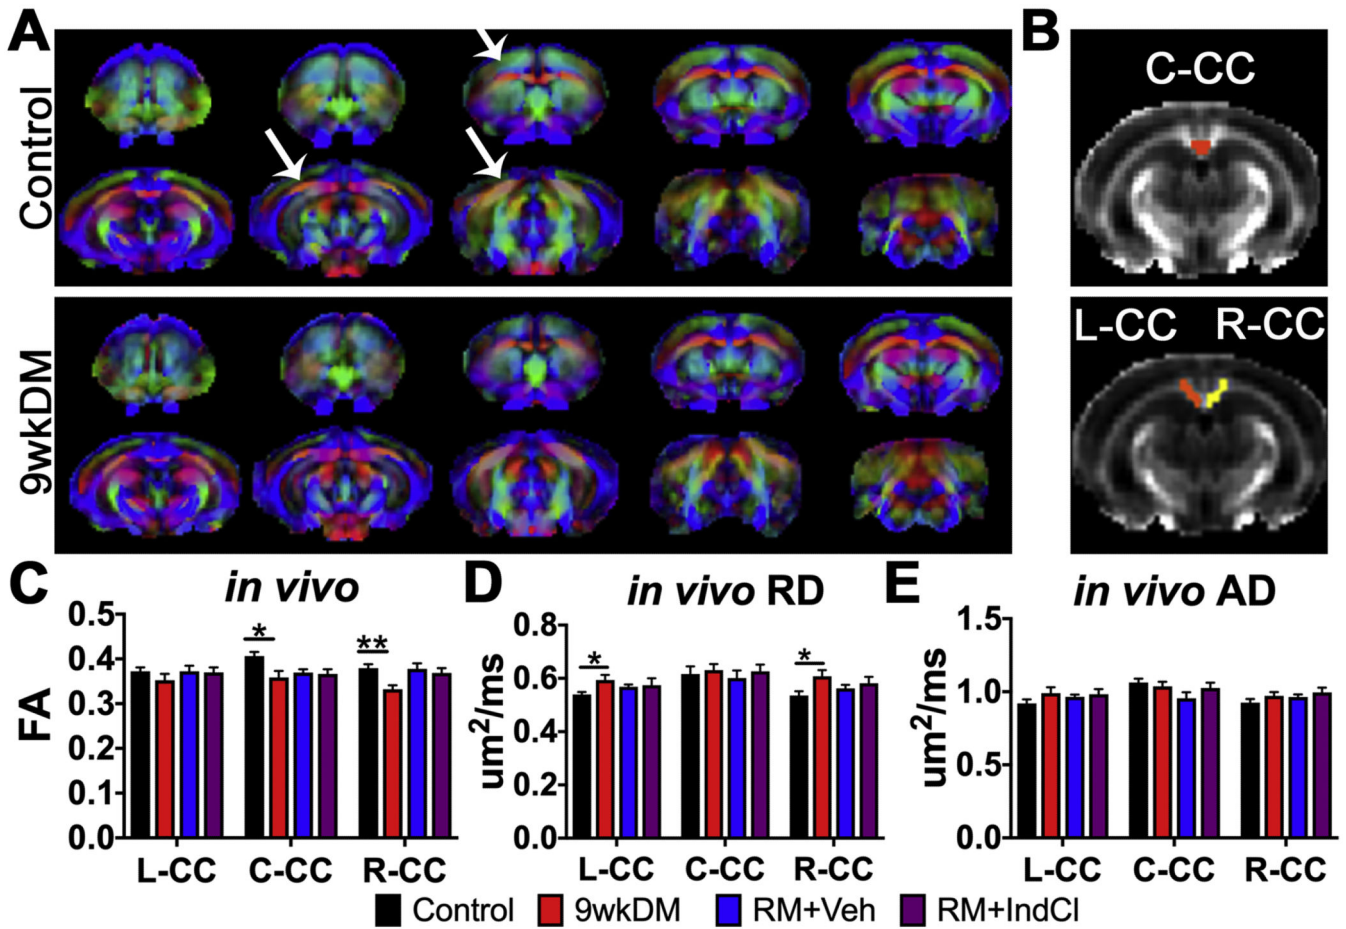 A
B
Control
C-CC
9wkDM
L-CC R-CC
C
in vivo
FA
0.5
0.4
0.3
0.2
0.1
0.0
*
**
L-CC C-CC R-CC
D
in vivo RD
um²/ms
0.8
0.6
0.4
0.2
0.0
*
*
L-CC C-CC R-CC
E
in vivo AD
um²/ms
1.5
1.0
0.5
0.0
L-CC C-CC R-CC
Control 9wkDM RM+Veh RM+IndCl